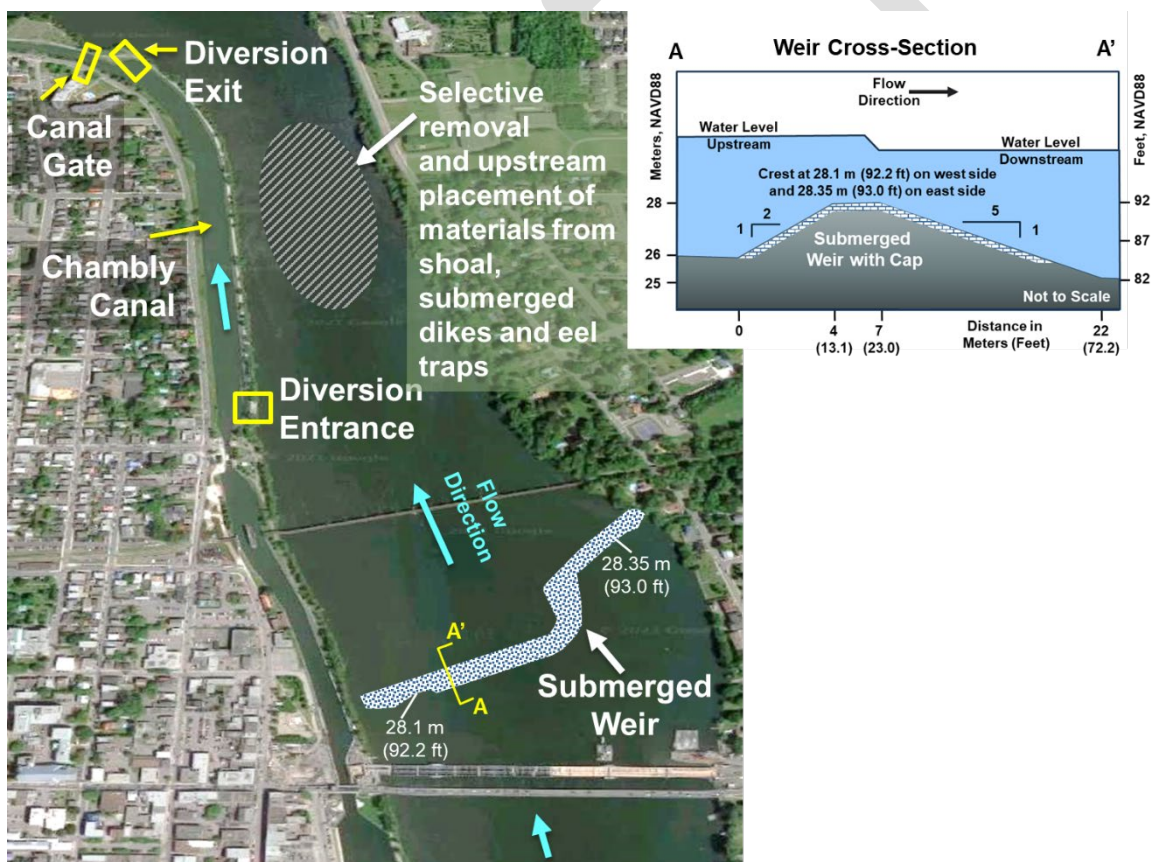 Diversion
Exit
Canal
Gate
Chambly
Canal
Selective
removal
and upstream
placement of
materials from
shoal,
submerged
dikes and eel
traps
Diversion
Entrance
Flow
Direction
28.35 m
(93.0 ft)
A'
A
Submerged
Weir
28.1 m
(92.2 ft)
A
Weir Cross-Section
A'
Flow
Direction
Meters, NAVD88
Feet, NAVD88
Water Level
Upstream
Water Level
Downstream
Crest at 28.1 m (92.2 ft) on west side
and 28.35 m (93.0 ft) on east side
28
26
25
92
87
82
1
2
5
1
Submerged
Weir with Cap
Not to Scale
0
4
(13.1)
7
(23.0)
Distance in
Meters (Feet)
22
(72.2)